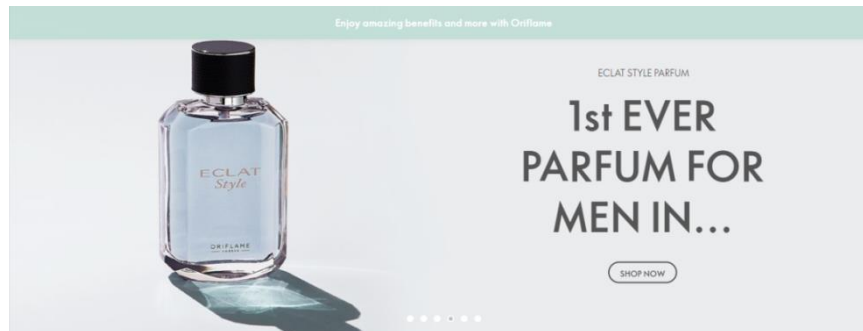 Enjoy amazing benefits and more with Oriflame
ECLAT STYLE PARFUM
1st EVER
PARFUM FOR
MEN IN...
SHOP NOW
ECLAT
Style
ORIFLAME